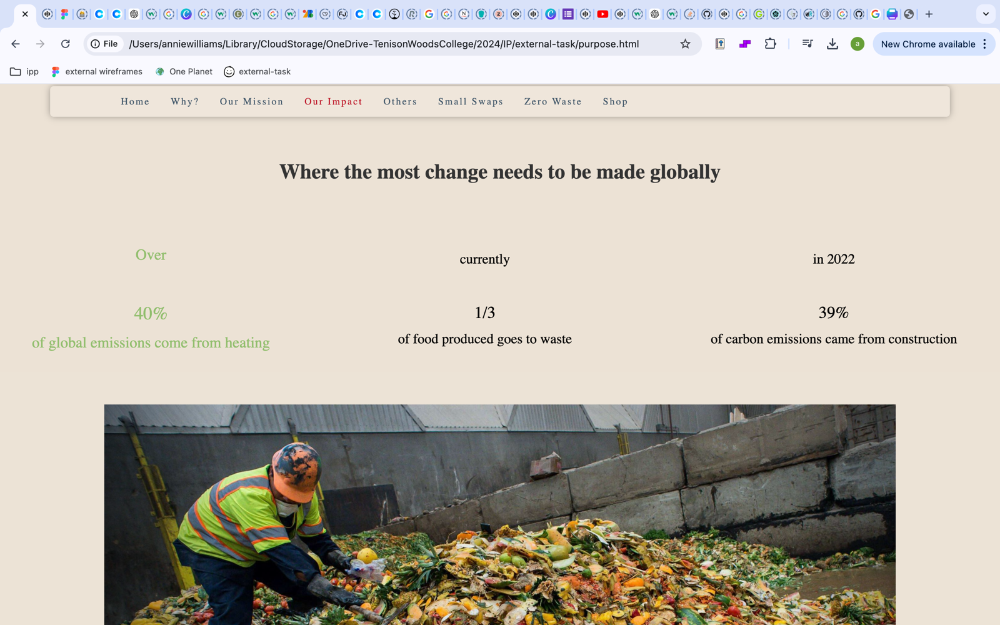 File
/Users/anniewilliams/Library/CloudStorage/OneDrive-TenisonWoodsCollege/2024/IP/external-task/purpose.html
a
New Chrome available
ipp
external wireframes
One Planet
external-task
Home
Why?
Our Mission
Our Impact
Others
Small Swaps
Zero Waste
Shop
Where the most change needs to be made globally
Over
40%
of global emissions come from heating
currently
1/3
of food produced goes to waste
in 2022
39%
of carbon emissions came from construction